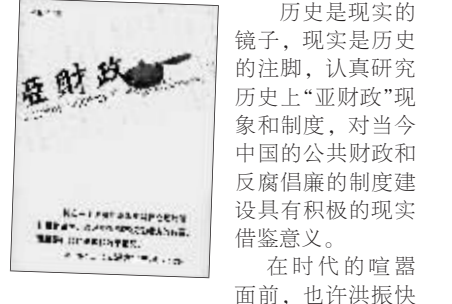 亚财政
历史是现实的
镜子，现实是历史
的注脚，认真研究
历史上“亚财政”现
象和制度，对当今
中国的公共财政和
反腐倡廉的制度建
设具有积极的现实
借鉴意义。
在时代的喧嚣
面前，也许洪振快